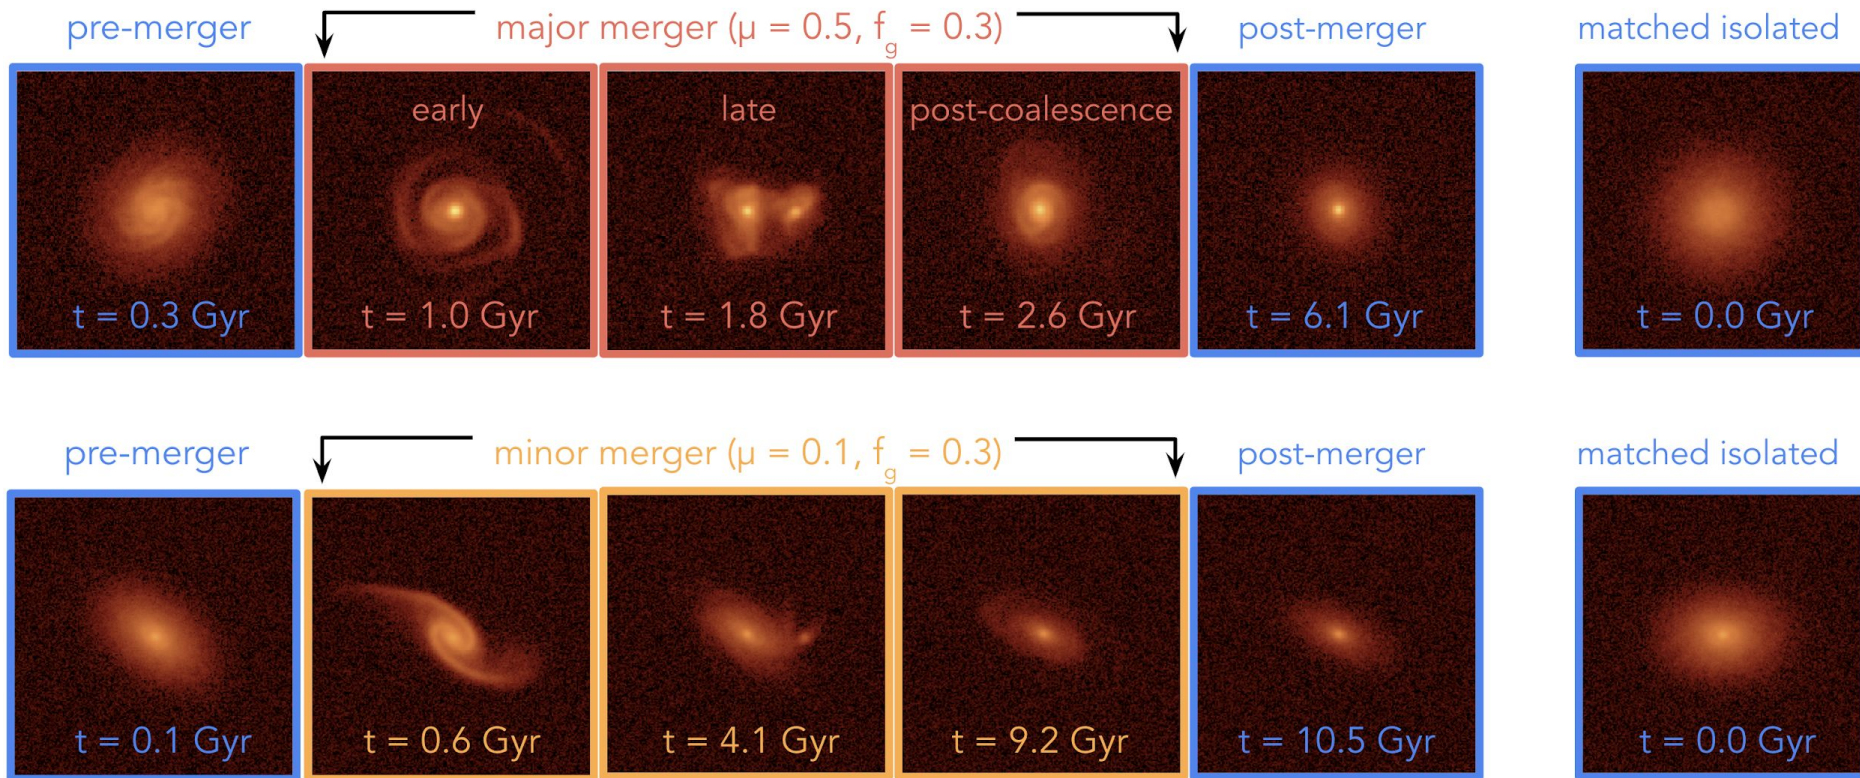 pre-merger
major merger (μ = 0.5, f_g = 0.3)
post-merger
matched isolated
early
late
post-coalescence
t = 0.3 Gyr
t = 1.0 Gyr
t = 1.8 Gyr
t = 2.6 Gyr
t = 6.1 Gyr
t = 0.0 Gyr
pre-merger
minor merger (μ = 0.1, f_g = 0.3)
post-merger
matched isolated
t = 0.1 Gyr
t = 0.6 Gyr
t = 4.1 Gyr
t = 9.2 Gyr
t = 10.5 Gyr
t = 0.0 Gyr